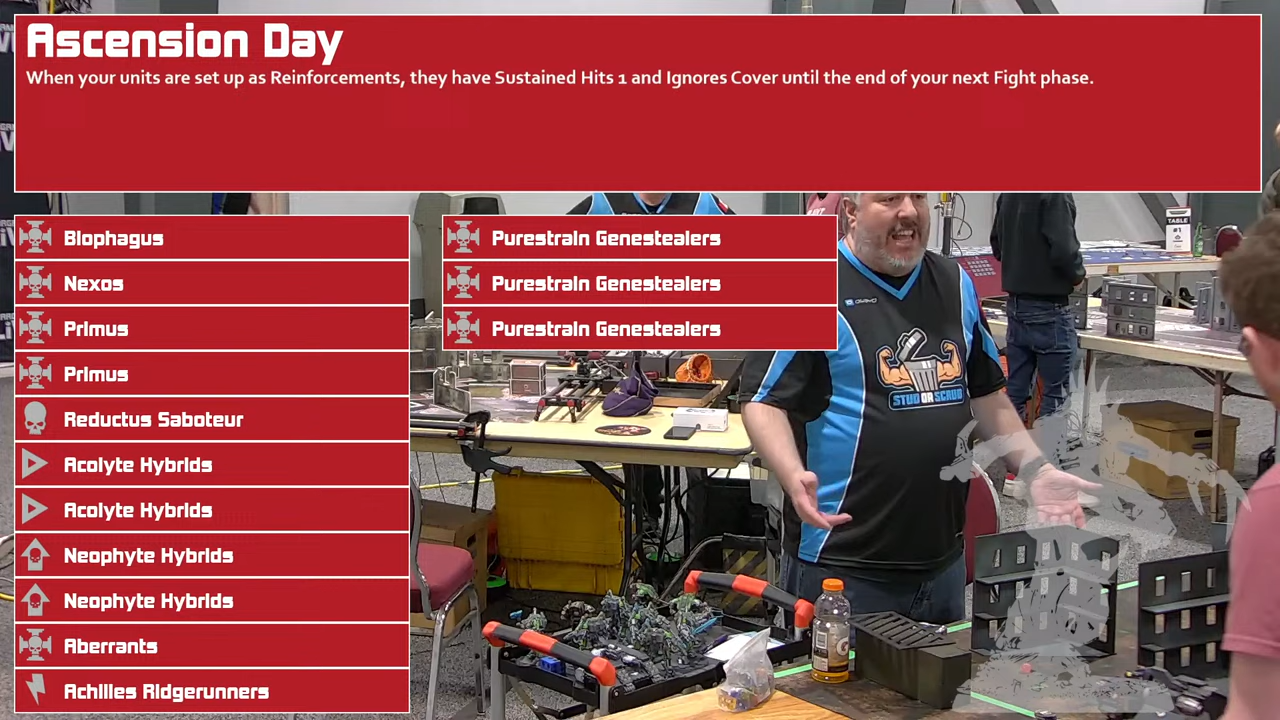 Ascension Day
When your units are set up as Reinforcements, they have Sustained Hits 1 and Ignores Cover until the end of your next Fight phase.
Biophagus
Nexos
Primus
Primus
Reductus Saboteur
Acolyte Hybrids
Acolyte Hybrids
Neophyte Hybrids
Neophyte Hybrids
Aberrants
Achilles Ridgerunners
Purestrain Genestealers
Purestrain Genestealers
Purestrain Genestealers
TABLE
#1
STUD OR SCRUB
G